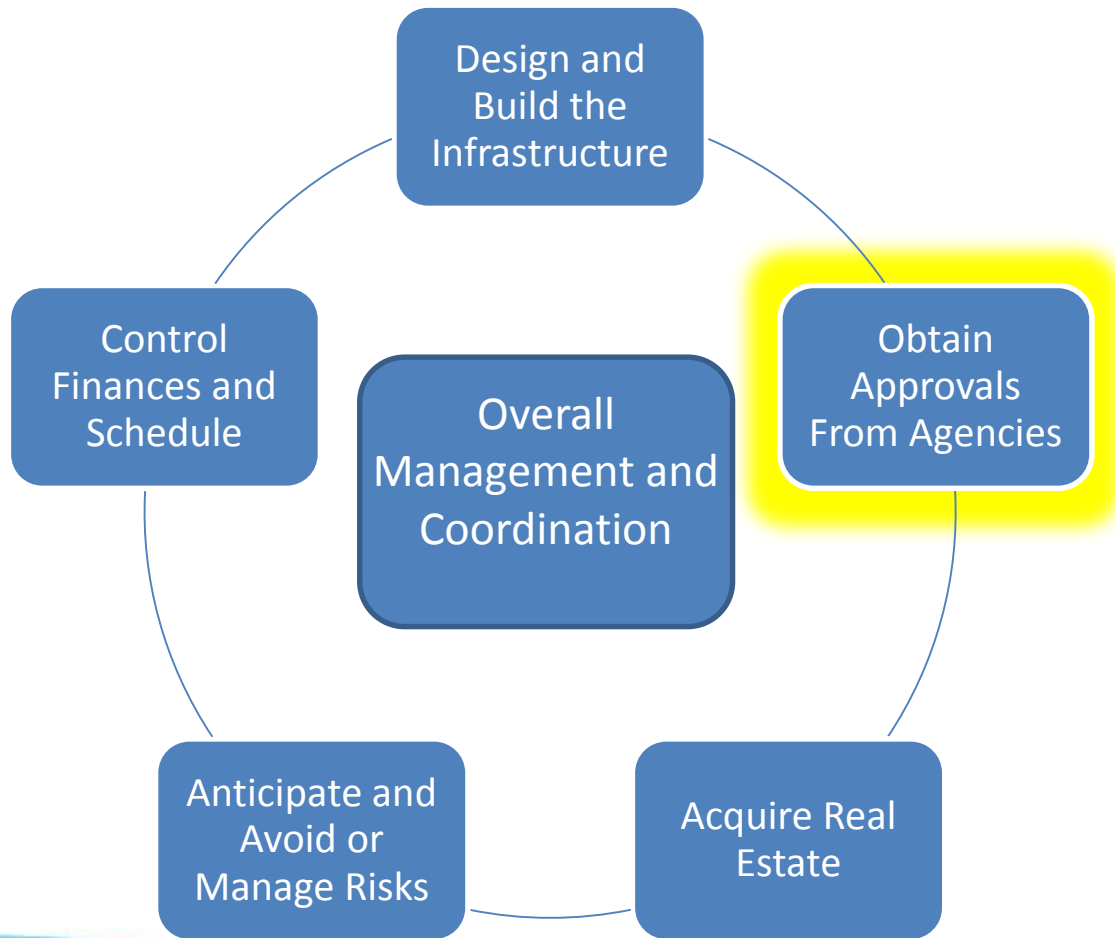 Design and
Build the
Infrastructure
Control
Finances and
Schedule
Obtain
Approvals
From Agencies
Overall
Management and
Coordination
Anticipate and
Avoid or
Manage Risks
Acquire Real
Estate